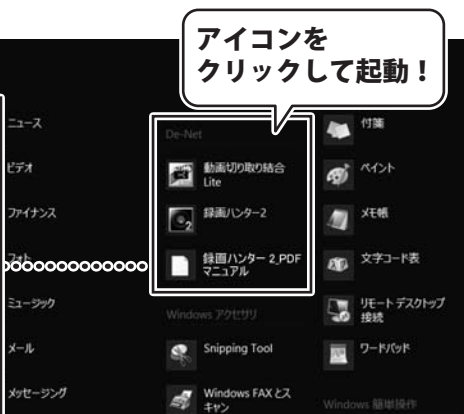 アイコンを
クリックして起動！
ニュース
ビデオ
ファイナンス
フォト
ミュージック
メール
メッセージング
De-Net
動画切り取り結合
Lite
録画ハンター2
録画ハンター 2_PDF
マニュアル
Windows アクセサリ
Snipping Tool
Windows FAX とス
キャン
付箋
ペイント
メモ帳
文字コード表
リモート デスクトップ
接続
ワードパッド
Windows 簡単操作